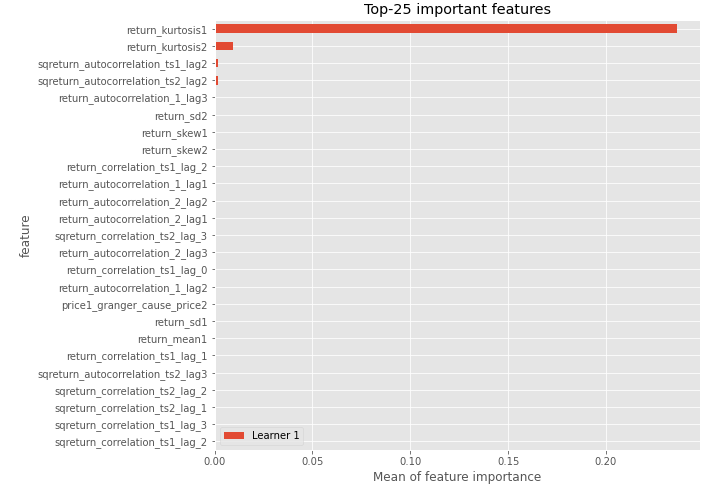 Top-25 important features
return_kurtosis1
return_kurtosis2
sqreturn_autocorrelation_ts1_lag2
sqreturn_autocorrelation_ts2_lag2
return_autocorrelation_1_lag3
return_sd2
return_skew1
return_skew2
return_correlation_ts1_lag_2
return_autocorrelation_1_lag1
return_autocorrelation_2_lag2
return_autocorrelation_2_lag1
sqreturn_correlation_ts2_lag_3
return_autocorrelation_2_lag3
return_correlation_ts1_lag_0
return_autocorrelation_1_lag2
price1_granger_cause_price2
return_sd1
return_mean1
return_correlation_ts1_lag_1
sqreturn_autocorrelation_ts2_lag3
sqreturn_correlation_ts2_lag_2
sqreturn_correlation_ts2_lag_1
sqreturn_correlation_ts1_lag_3
sqreturn_correlation_ts1_lag_2
feature
Learner 1
0.00 0.05 0.10 0.15 0.20
Mean of feature importance